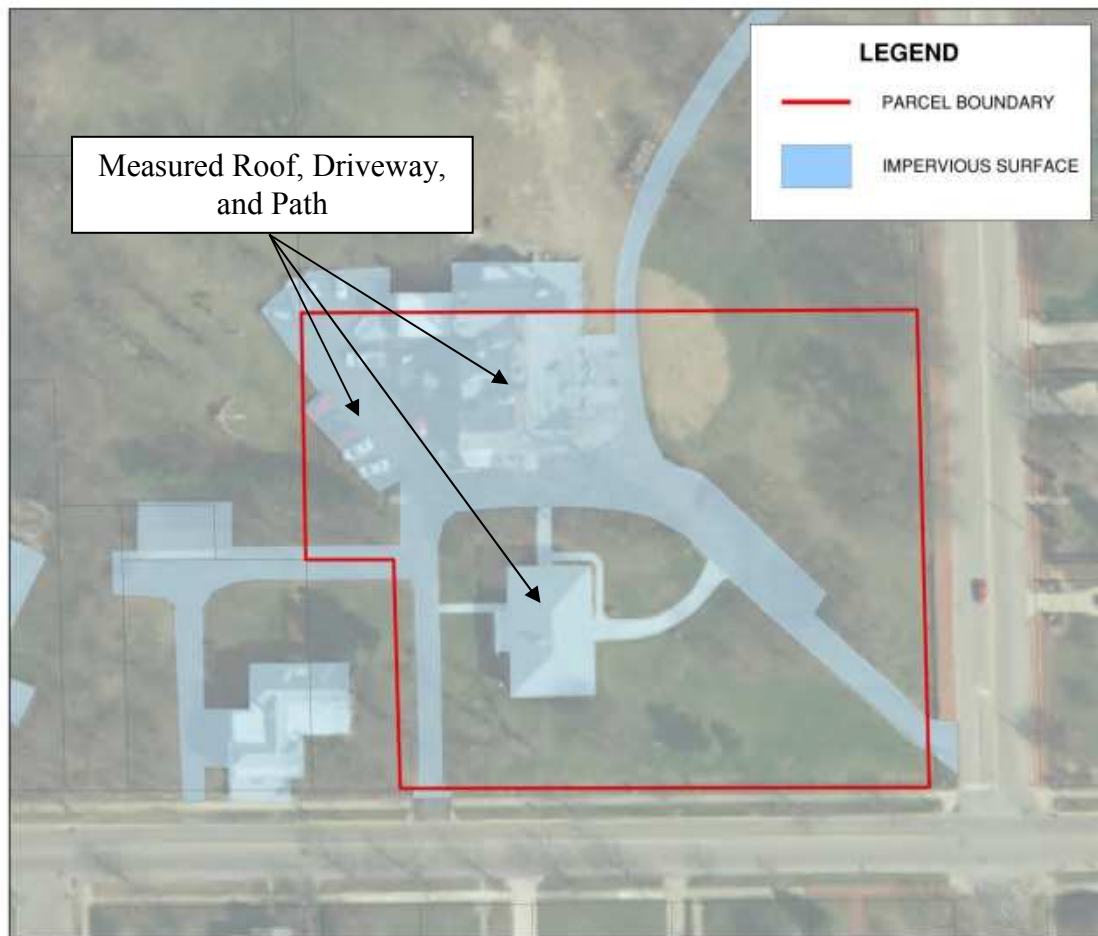 LEGEND
PARCEL BOUNDARY
IMPERVIOUS SURFACE
Measured Roof, Driveway,
and Path